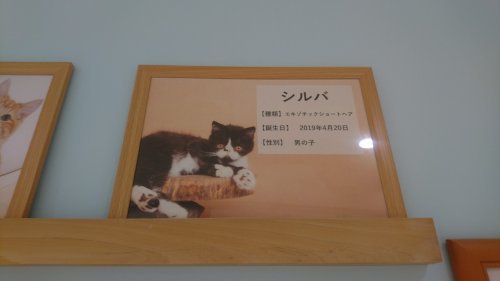 シルバ
【種類】エキゾチックショートヘア
【誕生日】 2019年4月20日
【性別】 男の子